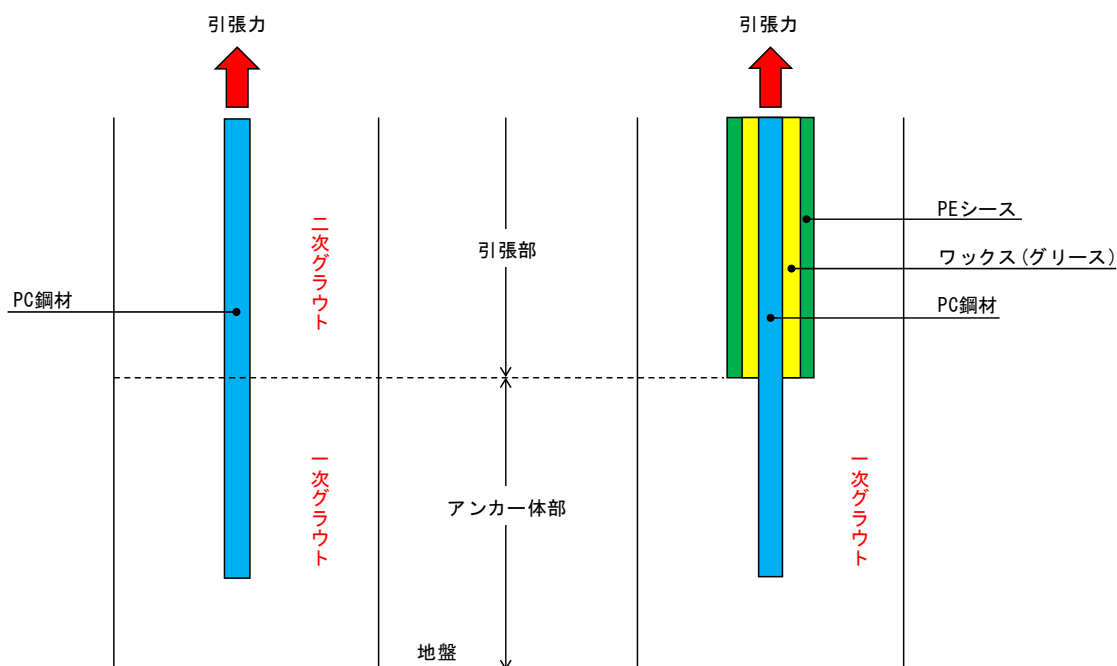 引張力
引張力
PEシース
二次グラウト
引張部
ワックス(グリース)
PC鋼材
PC鋼材
一次グラウト
アンカー体部
一次グラウト
地盤